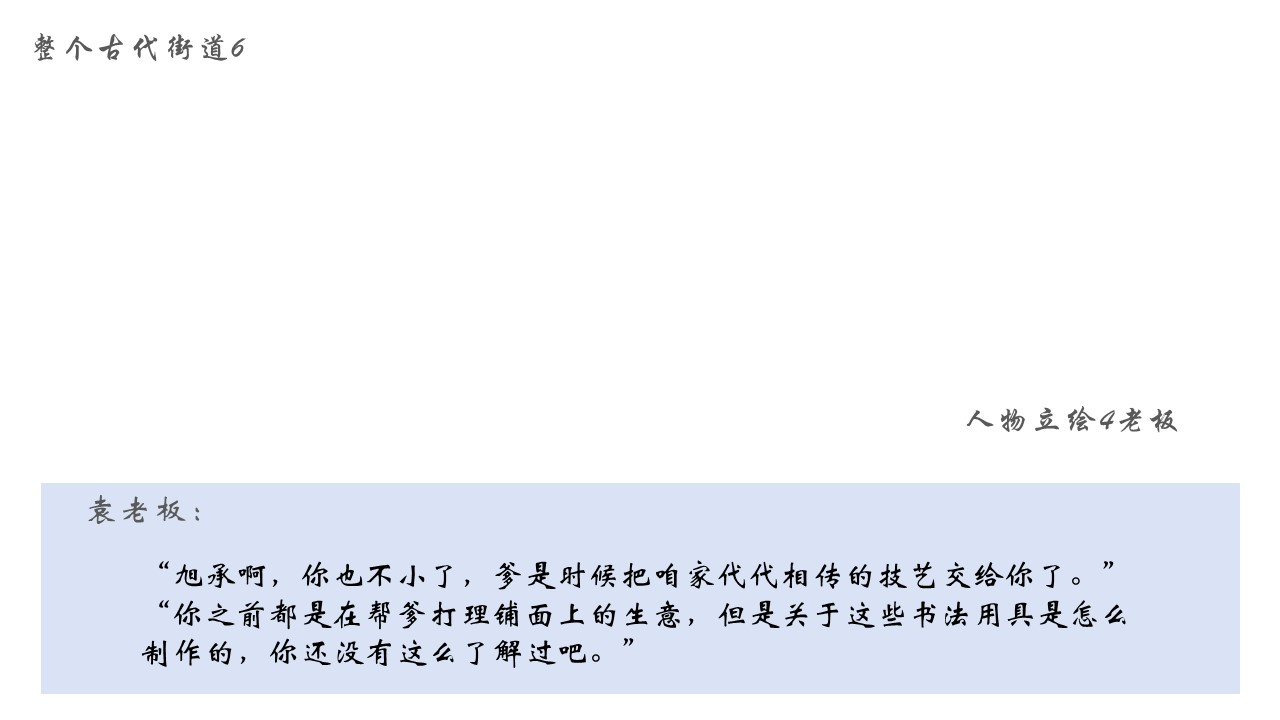 整个古代街道6
人物立绘4老板
袁老板：
“旭承啊，你也不小了，爹是时候把咱家代代相传的技艺交给你了。”
“你之前都是在帮爹打理铺面上的生意，但是关于这些书法用具是怎么
制作的，你还没有这么了解过吧。”